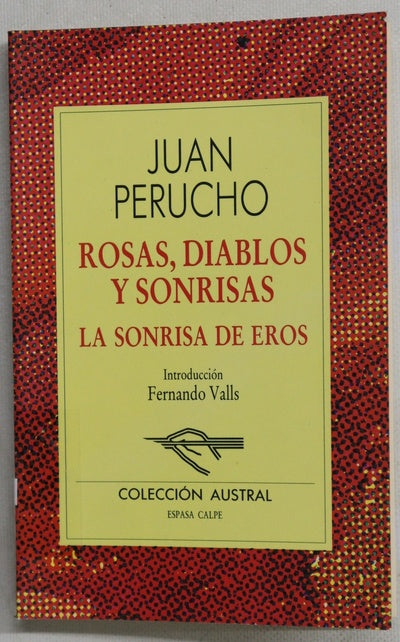 JUAN
PERUCHO
ROSAS, DIABLOS
Y SONRISAS
LA SONRISA DE EROS
Introducción
Fernando Valls
COLECCIÓN AUSTRAL
ESPASA CALPE